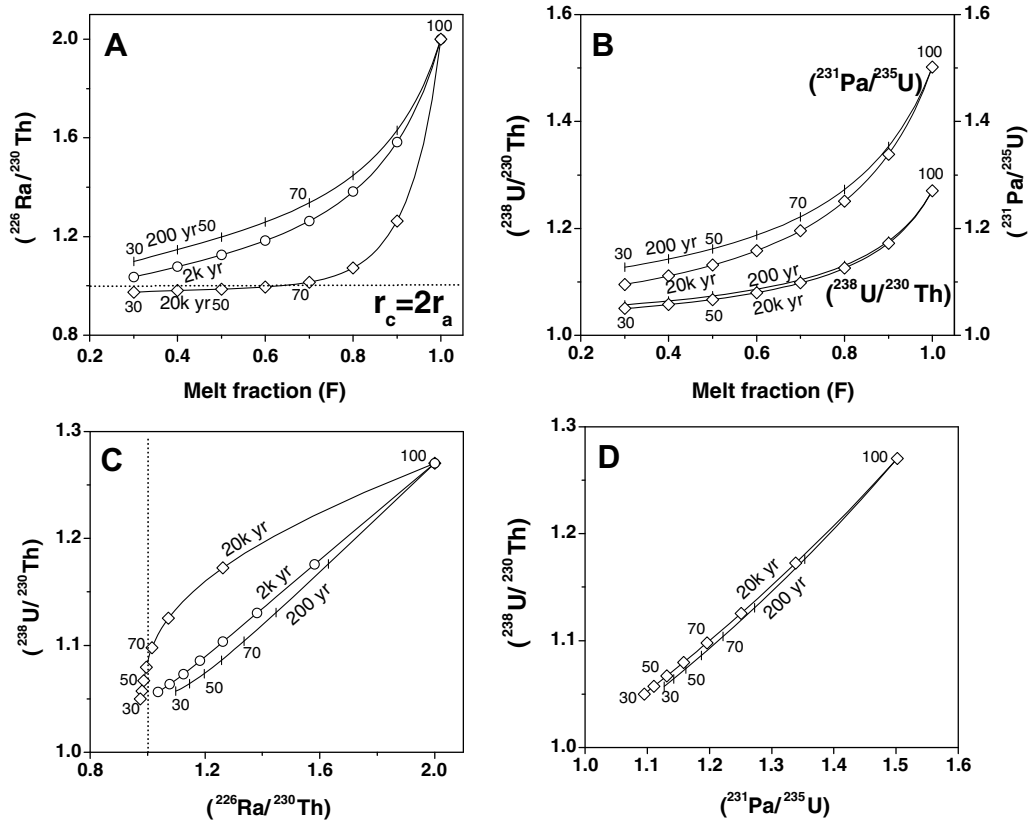 A
2.0
1.6
1.2
0.8
(²²⁶Ra/²³⁰Th)
100
30
200 yr
50
70
2k yr
30
20k yr
50
70
r_c=2r_a
0.2 0.4 0.6 0.8 1.0
Melt fraction (F)
B
1.6
1.4
1.2
1.0
(²³⁸U/²³⁰Th)
100
(²³¹Pa/²³⁵U)
100
70
50
200 yr
30
20k yr
200 yr
(²³⁸U/²³⁰Th)
30
50
20k yr
70
1.6
1.4
1.2
1.0
(²³¹Pa/²³⁵U)
0.2 0.4 0.6 0.8 1.0
Melt fraction (F)
C
1.3
1.2
1.1
1.0
(²³⁸U/²³⁰Th)
100
20k yr
2k yr
200 yr
70
70
50
50
30
30
0.8 1.2 1.6 2.0
(²²⁶Ra/²³⁰Th)
D
1.3
1.2
1.1
1.0
(²³⁸U/²³⁰Th)
100
20k yr
200 yr
70
70
50
50
30
30
1.0 1.1 1.2 1.3 1.4 1.5 1.6
(²³¹Pa/²³⁵U)